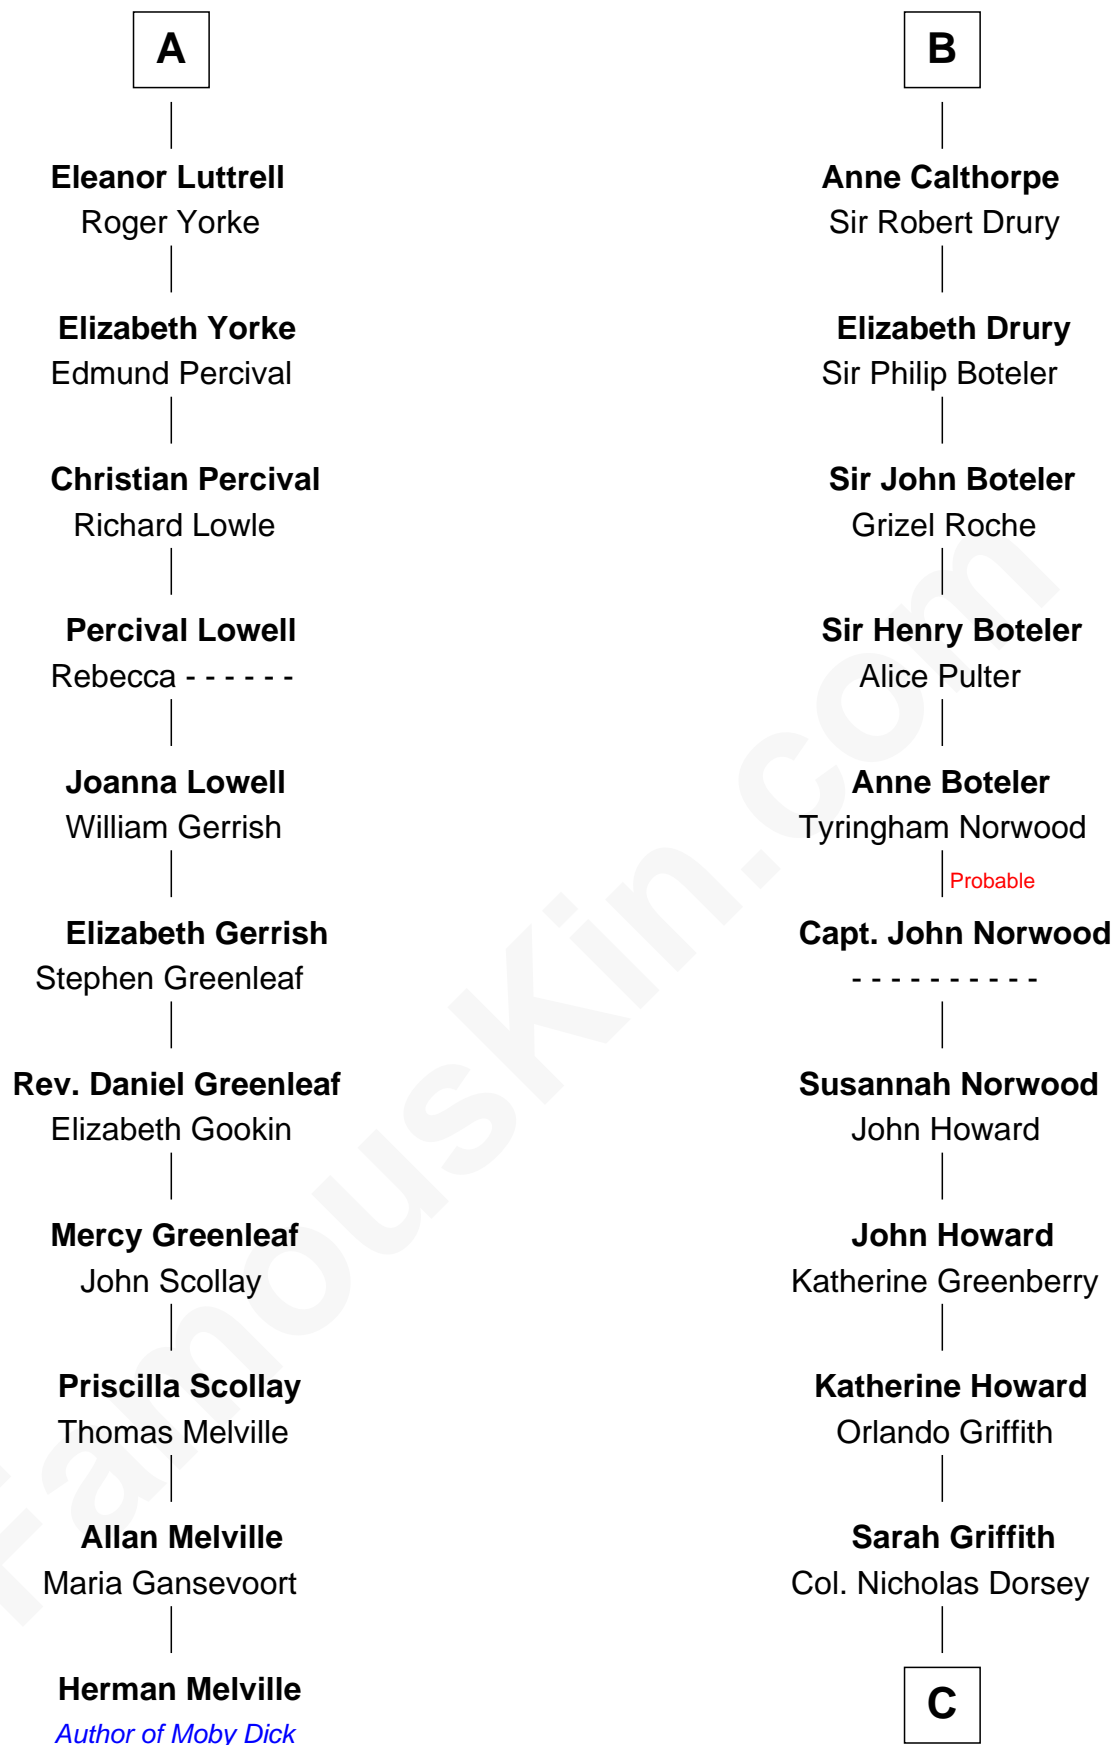 A
Eleanor Luttrell
Roger Yorke
Elizabeth Yorke
Edmund Percival
Christian Percival
Richard Lowle
Percival Lowell
Rebecca - - - - - -
Joanna Lowell
William Gerrish
Elizabeth Gerrish
Stephen Greenleaf
Rev. Daniel Greenleaf
Elizabeth Gookin
Mercy Greenleaf
John Scollay
Priscilla Scollay
Thomas Melville
Allan Melville
Maria Gansevoort
Herman Melville
Author of Moby Dick
B
Anne Calthorpe
Sir Robert Drury
Elizabeth Drury
Sir Philip Boteler
Sir John Boteler
Grizel Roche
Sir Henry Boteler
Alice Pulter
Anne Boteler
Tyringham Norwood
Probable
Capt. John Norwood
- - - - - - - - - -
Susannah Norwood
John Howard
John Howard
Katherine Greenberry
Katherine Howard
Orlando Griffith
Sarah Griffith
Col. Nicholas Dorsey
C
FamousKin.com